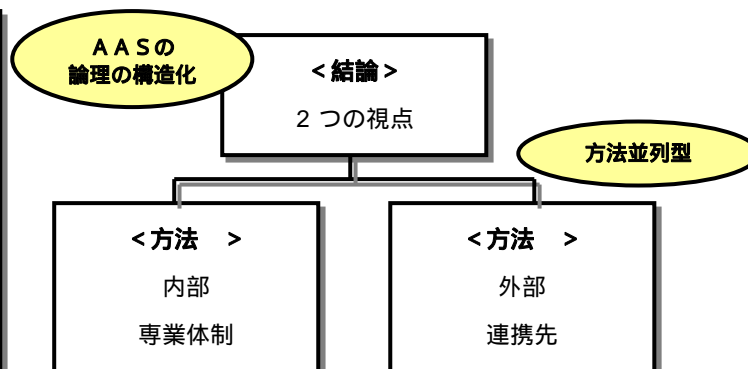 ＡＡＳの
論理の構造化
＜結論＞
２つの視点
方法並列型
＜方法　＞
内部
専業体制
＜方法　＞
外部
連携先